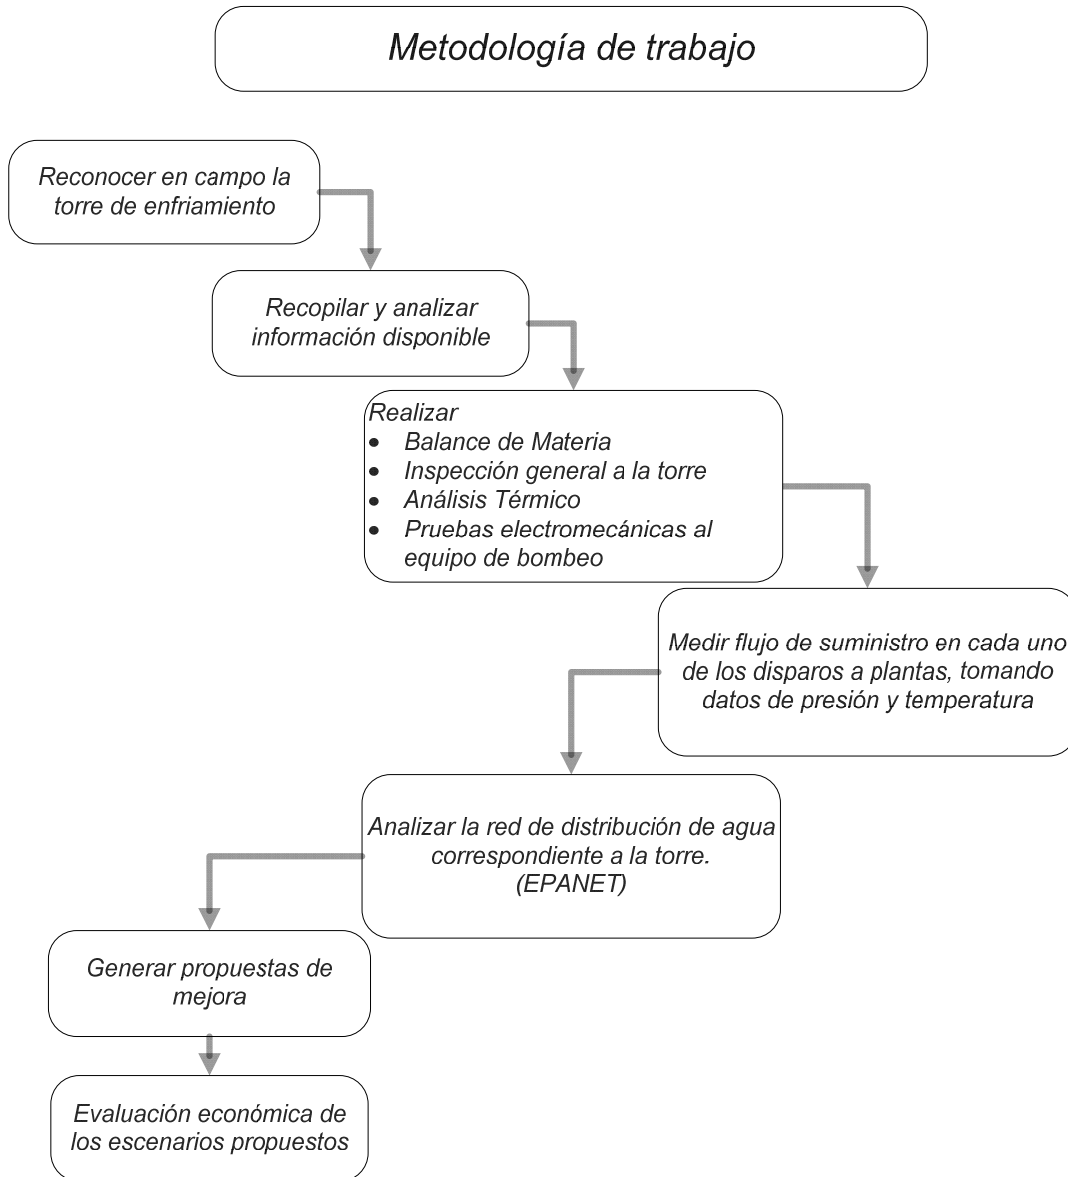 Metodología de trabajo
Reconocer en campo la
torre de enfriamiento
Recopilar y analizar
información disponible
Realizar
• Balance de Materia
• Inspección general a la torre
• Análisis Térmico
• Pruebas electromecánicas al
equipo de bombeo
Medir flujo de suministro en cada uno
de los disparos a plantas, tomando
datos de presión y temperatura
Analizar la red de distribución de agua
correspondiente a la torre.
(EPANET)
Generar propuestas de
mejora
Evaluación económica de
los escenarios propuestos